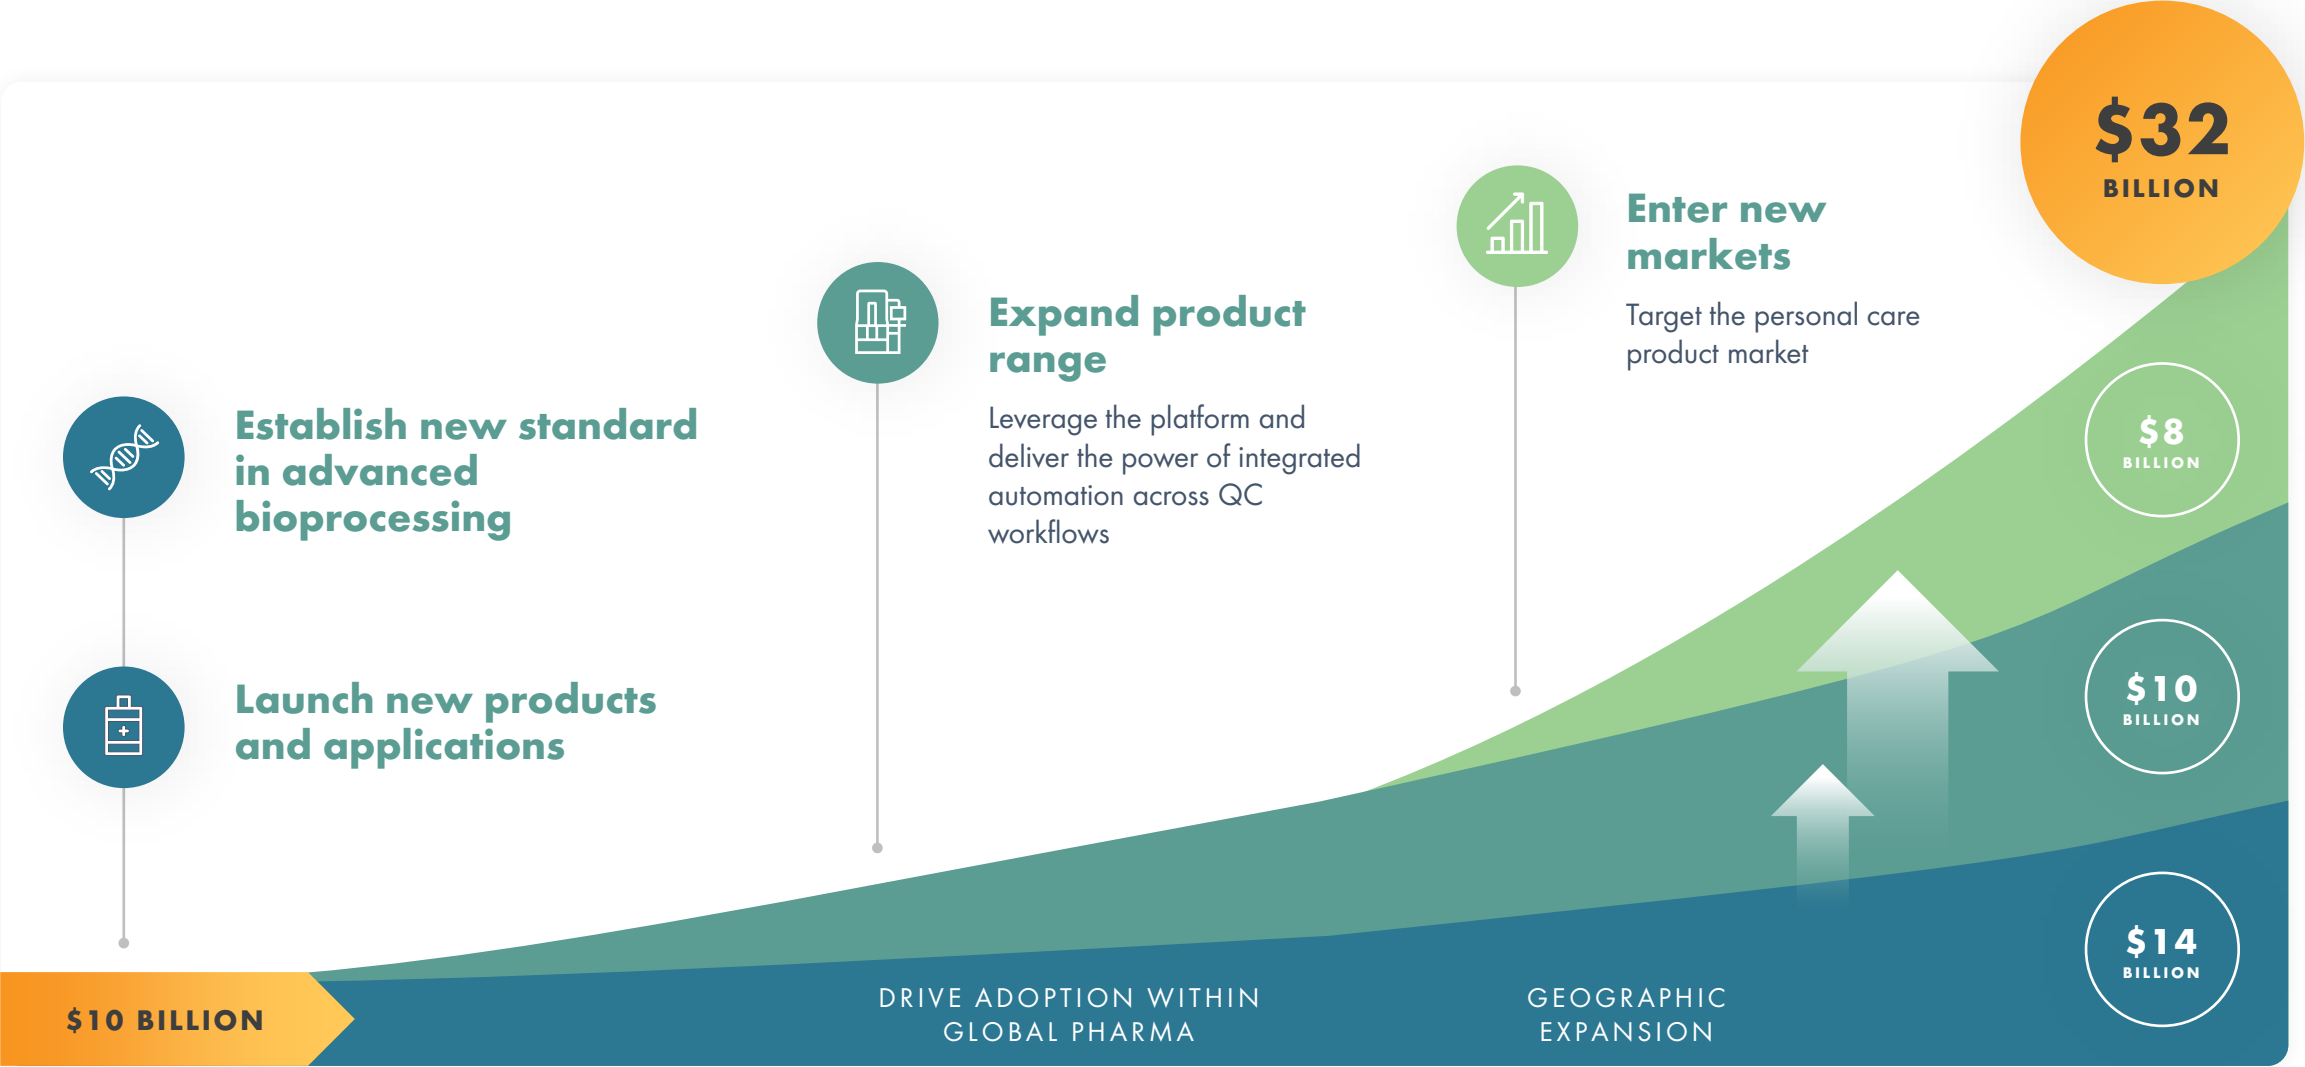 $32
BILLION
Enter new
markets
Target the personal care
product market
Expand product
range
Leverage the platform and
deliver the power of integrated
automation across QC
workflows
Establish new standard
in advanced
bioprocessing
Launch new products
and applications
$8
BILLION
$10
BILLION
$14
BILLION
$10 BILLION
DRIVE ADOPTION WITHIN
GLOBAL PHARMA
GEOGRAPHIC
EXPANSION